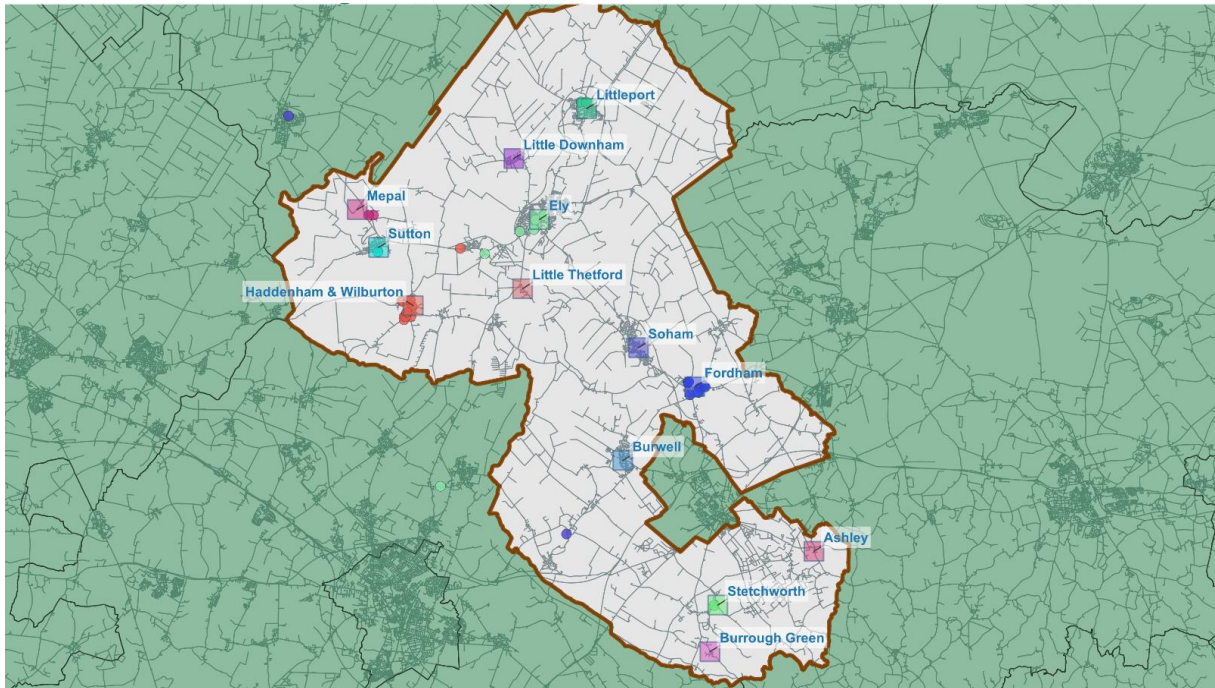 Littleport
Little Downham
Mepal
Ely
Sutton
Little Thetford
Haddenham & Wilburton
Soham
Fordham
Burwell
Ashley
Stetchworth
Burrough Green